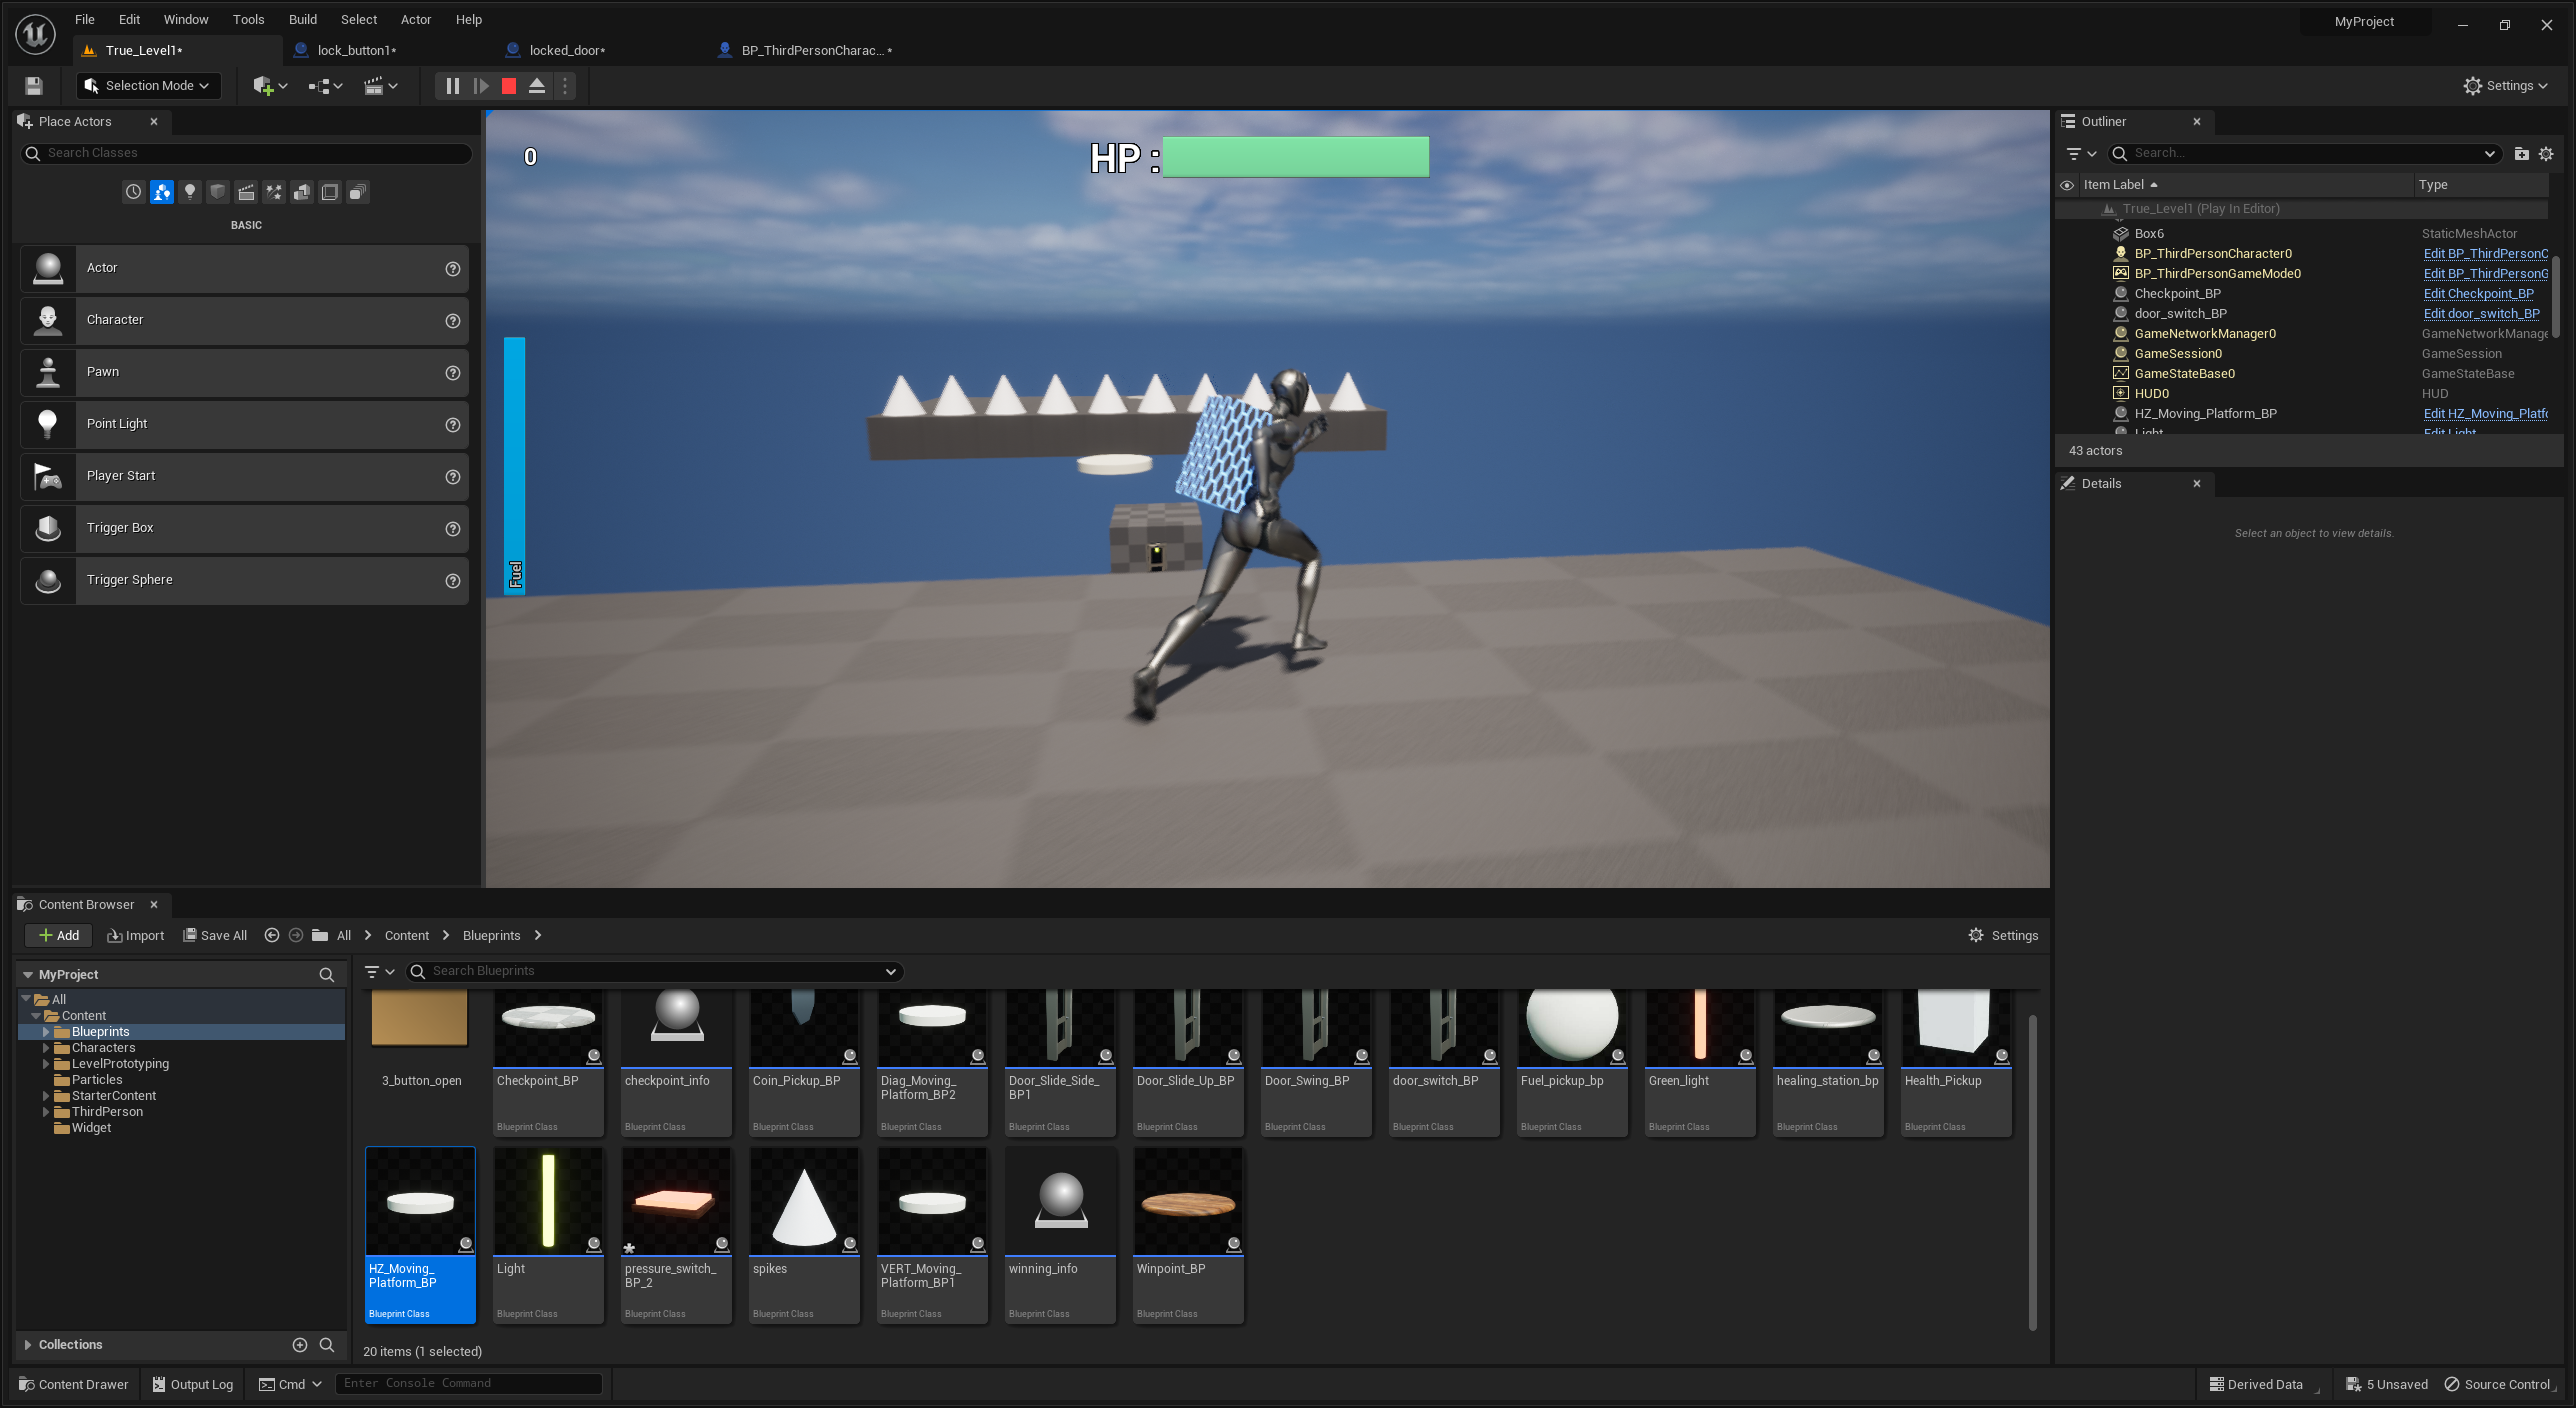 File Edit Window Tools Build Select Actor Help
MyProject
True_Level1*
lock_button1*
locked_door*
BP_ThirdPersonCharac... *
Selection Mode
Settings
Place Actors
Search Classes
BASIC
Actor
Character
Pawn
Point Light
Player Start
Trigger Box
Trigger Sphere
0
HP :
Fuel
Outliner
Search...
Item Label
Type
True_Level1 (Play In Editor)
Box6 StaticMeshActor
BP_ThirdPersonCharacter0 Edit BP_ThirdPersonC
BP_ThirdPersonGameMode0 Edit BP_ThirdPersonG
Checkpoint_BP Edit Checkpoint_BP
door_switch_BP Edit door_switch_BP
GameNetworkManager0 GameNetworkManage
GameSession0 GameSession
GameStateBase0 GameStateBase
HUD0 HUD
HZ_Moving_Platform_BP Edit HZ_Moving_Platfo
Light Edit Light
43 actors
Details
Select an object to view details.
Content Browser
Add
Import
Save All
All
Content
Blueprints
Settings
MyProject
Search Blueprints
All
Content
Blueprints
Characters
LevelPrototyping
Particles
StarterContent
ThirdPerson
Widget
Collections
3_button_open
Checkpoint_BP
Blueprint Class
checkpoint_info
Blueprint Class
Coin_Pickup_BP
Blueprint Class
Diag_Moving_
Platform_BP2
Blueprint Class
Door_Slide_Side_
BP1
Blueprint Class
Door_Slide_Up_BP
Blueprint Class
Door_Swing_BP
Blueprint Class
door_switch_BP
Blueprint Class
Fuel_pickup_bp
Blueprint Class
Green_light
Blueprint Class
healing_station_bp
Blueprint Class
Health_Pickup
Blueprint Class
HZ_Moving_
Platform_BP
Blueprint Class
Light
Blueprint Class
pressure_switch_
BP_2
Blueprint Class
spikes
Blueprint Class
VERT_Moving_
Platform_BP1
Blueprint Class
winning_info
Blueprint Class
Winpoint_BP
Blueprint Class
20 items (1 selected)
Content Drawer
Output Log
Cmd
Enter Console Command
Derived Data
5 Unsaved
Source Control